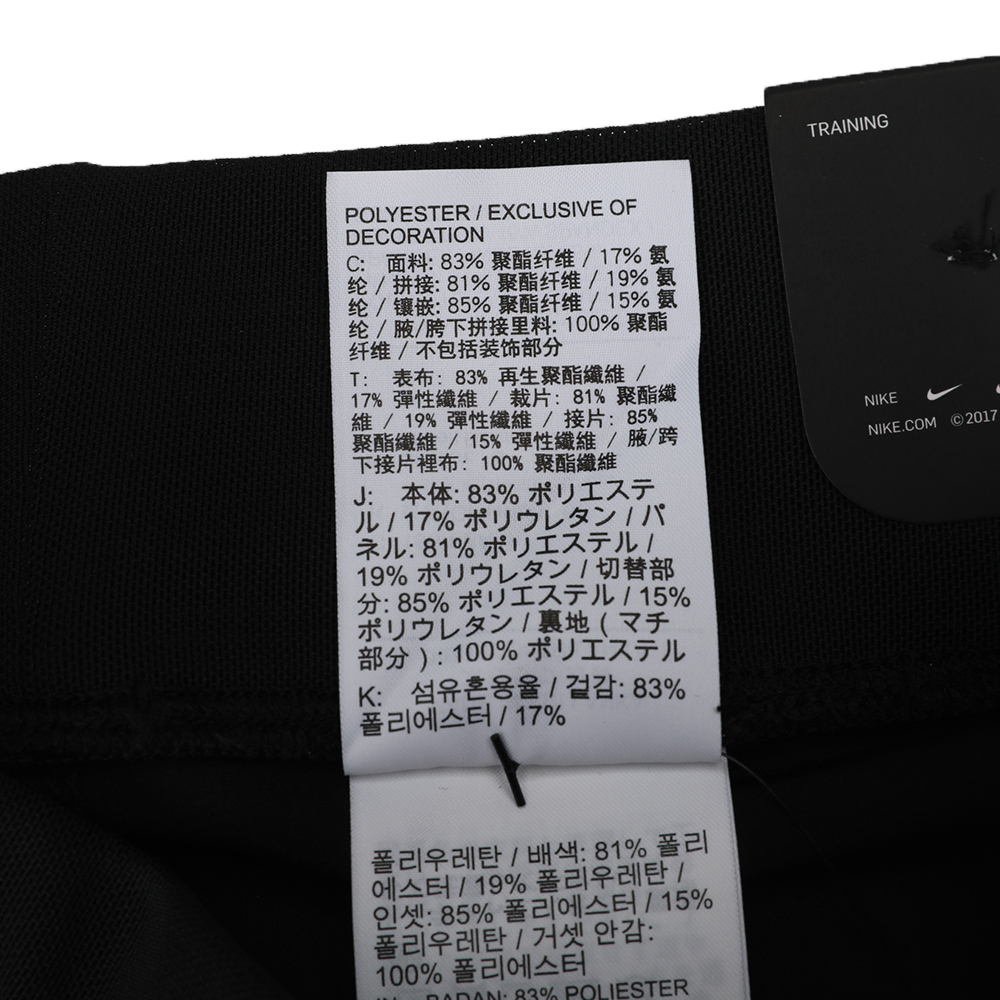 TRAINING
POLYESTER / EXCLUSIVE OF
DECORATION
C: 面料: 83% 聚酯纤维 / 17% 氨
纶 / 拼接: 81% 聚酯纤维 / 19% 氨
纶 / 镶嵌: 85% 聚酯纤维 / 15% 氨
纶 / 腋/胯下拼接里料: 100% 聚酯
纤维 / 不包括装饰部分
T: 表布: 83% 再生聚酯纖維 /
17% 彈性纖維 / 裁片: 81% 聚酯纖
維 / 19% 彈性纖維 / 接片: 85%
聚酯纖維 / 15% 彈性纖維 / 腋/跨
下接片裡布: 100% 聚酯纖維
J: 本体: 83% ポリエステ
ル / 17% ポリウレタン / パ
ネル: 81% ポリエステル /
19% ポリウレタン / 切替部
分: 85% ポリエステル / 15%
ポリウレタン / 裏地 ( マチ
部分 ) : 100% ポリエステル
K: 섬유혼용율 / 겉감: 83%
폴리에스터 / 17%
폴리우레탄 / 배색: 81% 폴리
에스터 / 19% 폴리우레탄 /
인셋: 85% 폴리에스터 / 15%
폴리우레탄 / 거셋 안감:
100% 폴리에스터
BADAN: 83% POLIESTER
NIKE
NIKE.COM ©2017